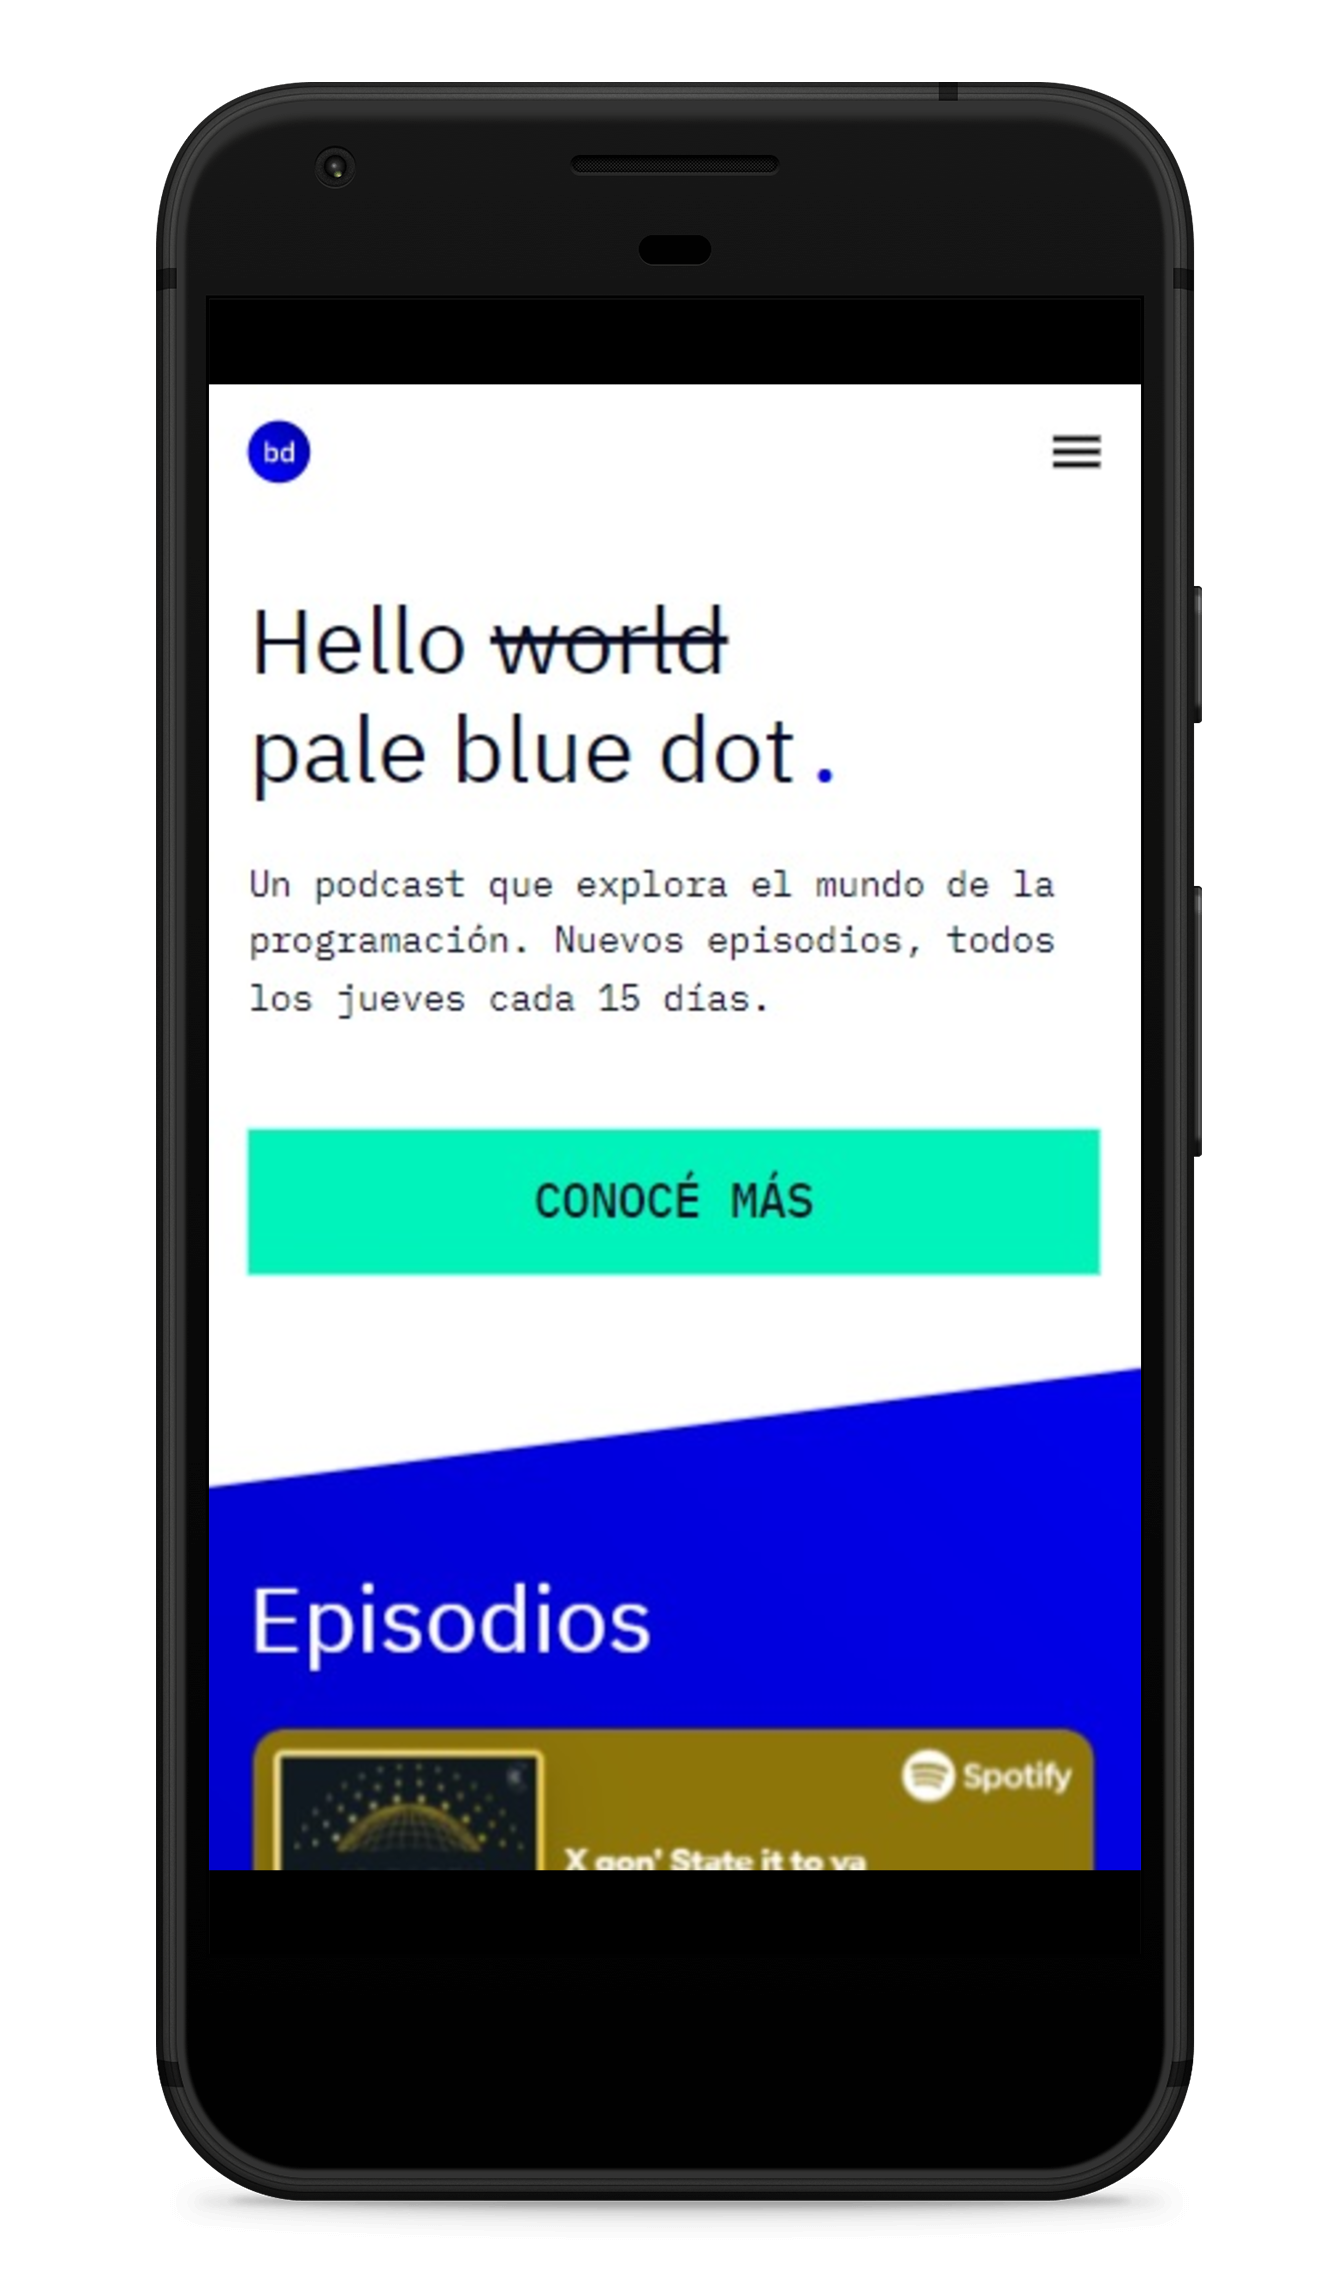 bd
Hello world
pale blue dot.
Un podcast que explora el mundo de la
programación. Nuevos episodios, todos
los jueves cada 15 días.
CONOCÉ MÁS
Episodios
Spotify
X gon' State it to ya